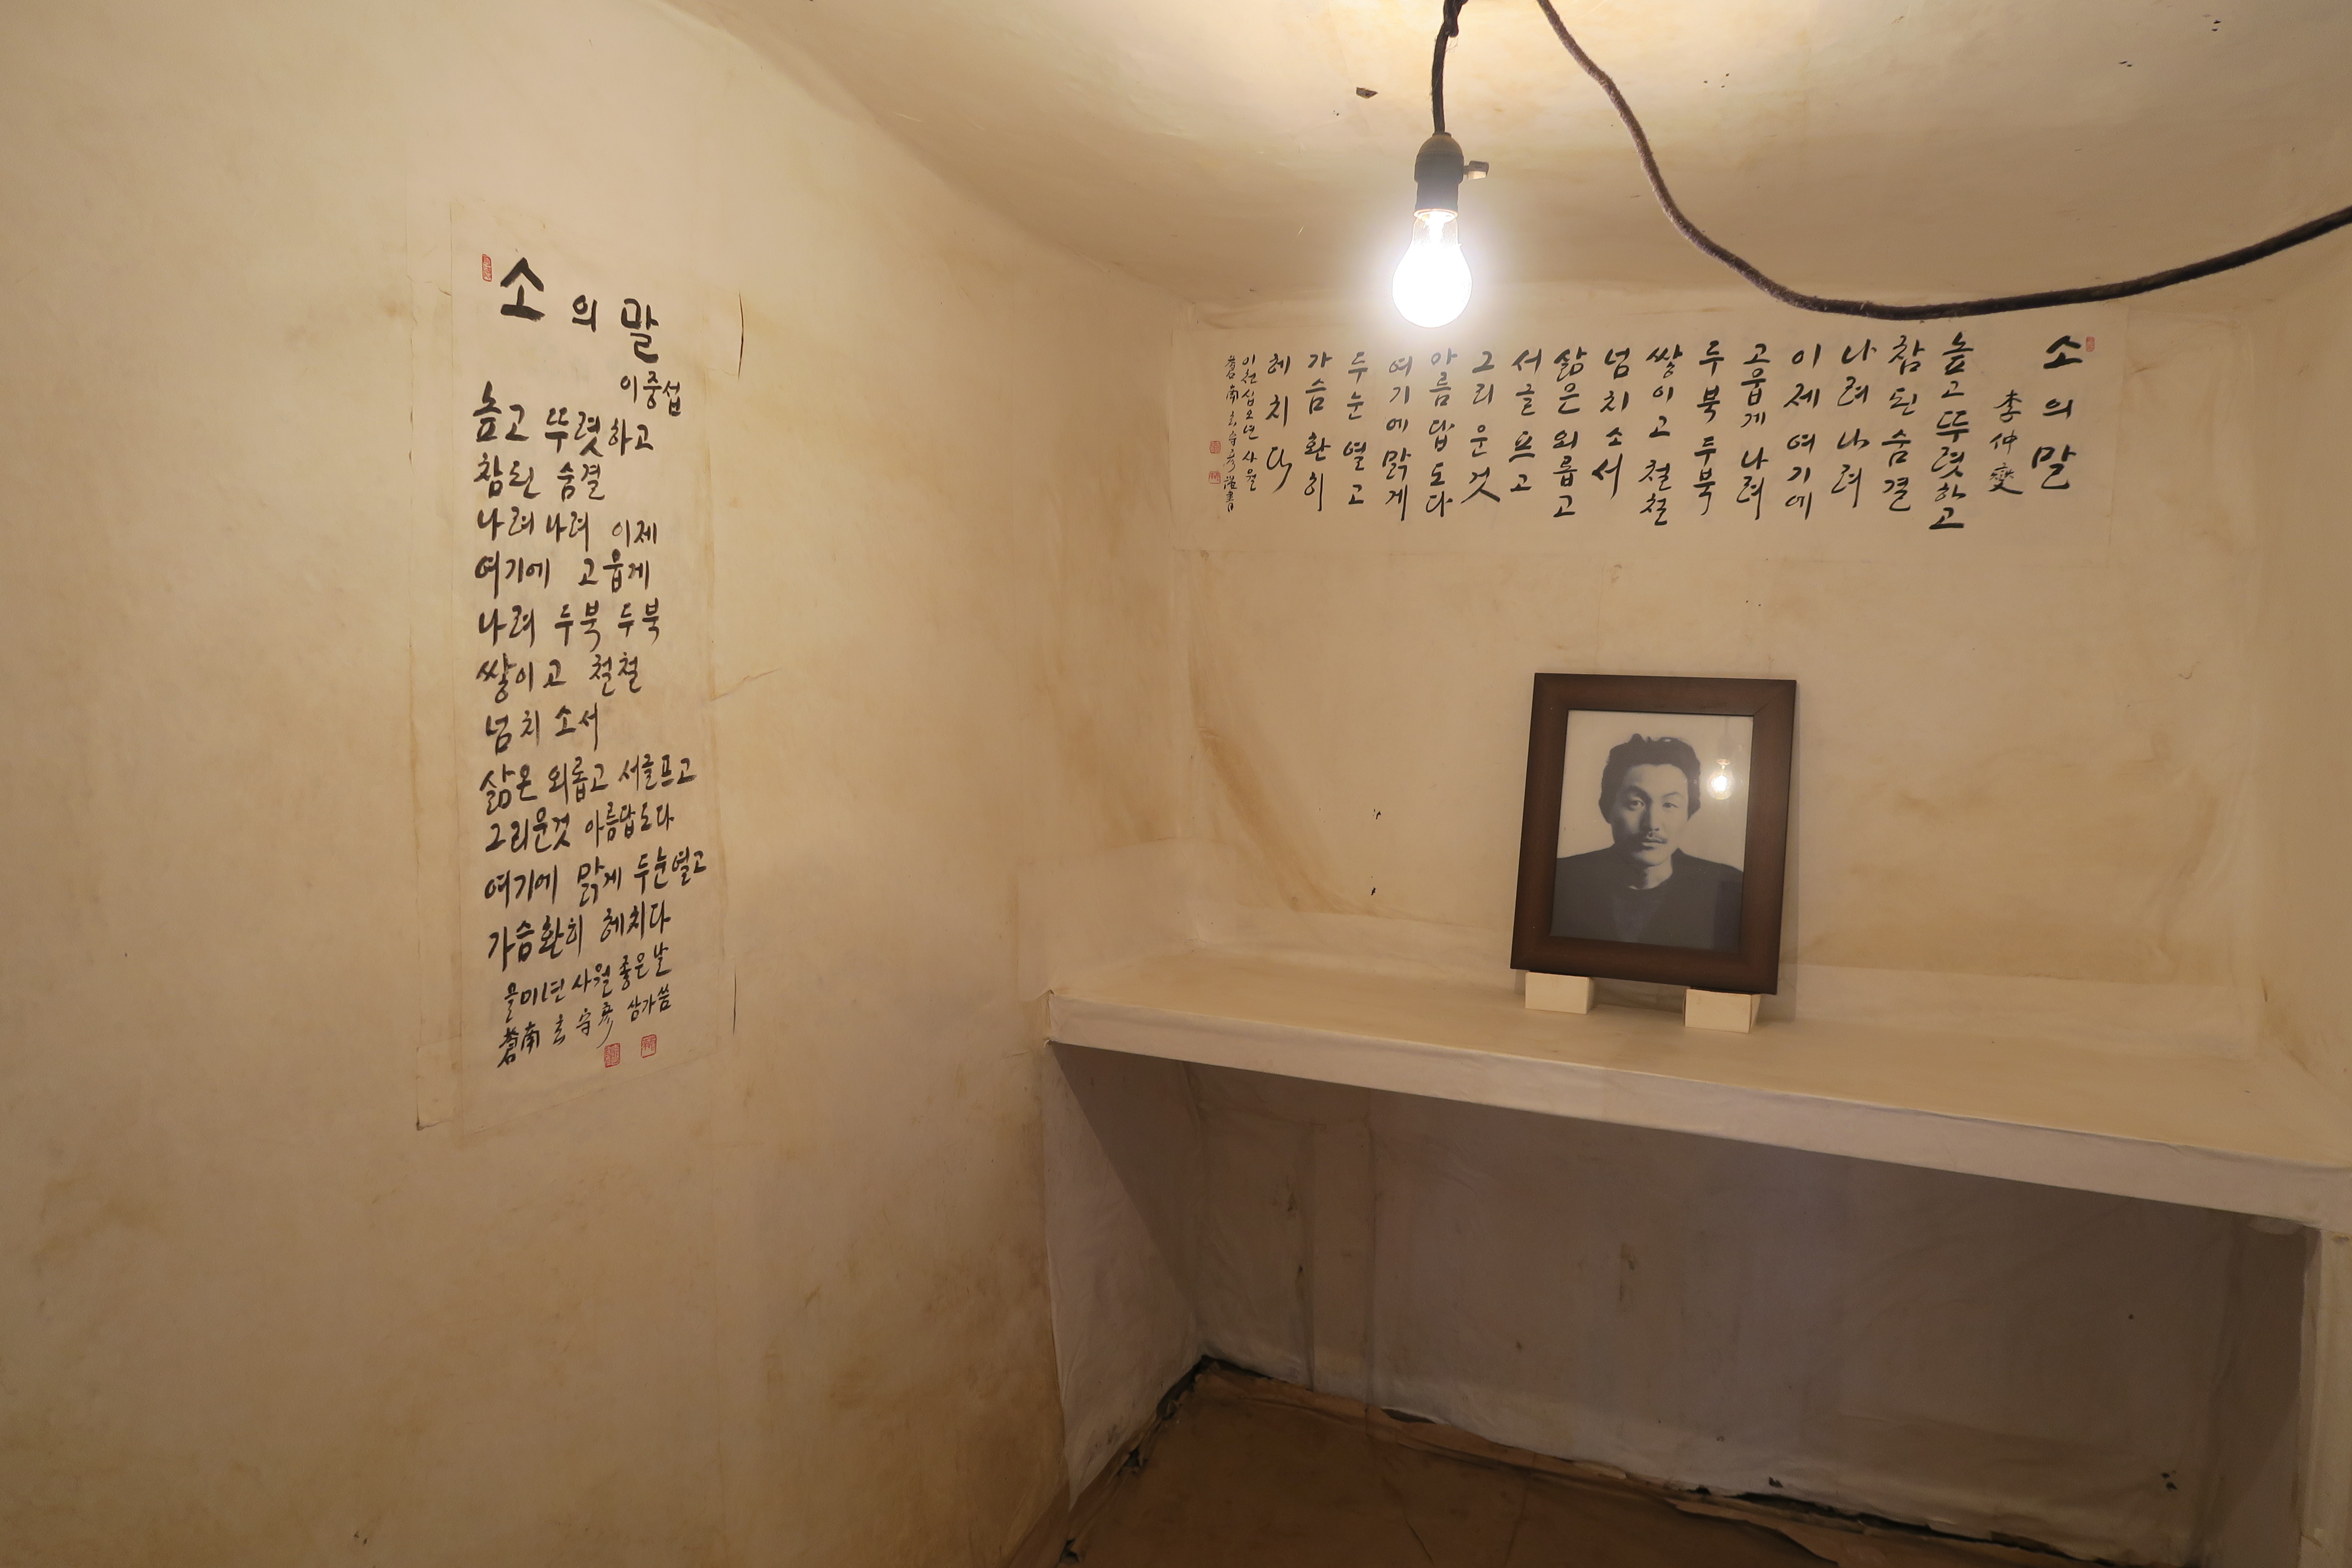 소의 말
이중섭
높고 뚜렷하고
참된 숨결
나려 나려 이제
여기에 고웁게
나려 두북 두북
쌓이고 철철
넘치소서
삶은 외롭고 서글프고
그리운것 아름답도다
여기에 맑게 두눈열고
가슴환히 헤치다
을미년 사월 좋은날
蒼南 玄 삼가씀
소의 말
李仲燮
높고 뚜렷하고
참된 숨결
나려 나려
이제 여기에
고웁게 나려
두북 두북
쌓이고 철철
넘치소서
삶은 외롭고
서글프고
그리운것
아름답도다
여기에 맑게
두눈 열고
가슴 환히
헤치다
이천십오년 사월
蒼南 玄